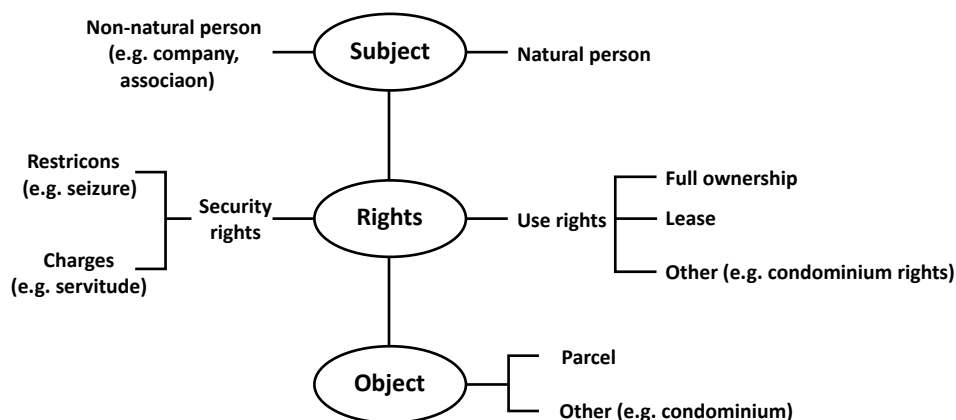 Non-natural person
(e.g. company,
associaon)
Subject
Natural person
Restricons
(e.g. seizure)
Charges
(e.g. servitude)
Security
rights
Rights
Use rights
Full ownership
Lease
Other (e.g. condominium rights)
Object
Parcel
Other (e.g. condominium)